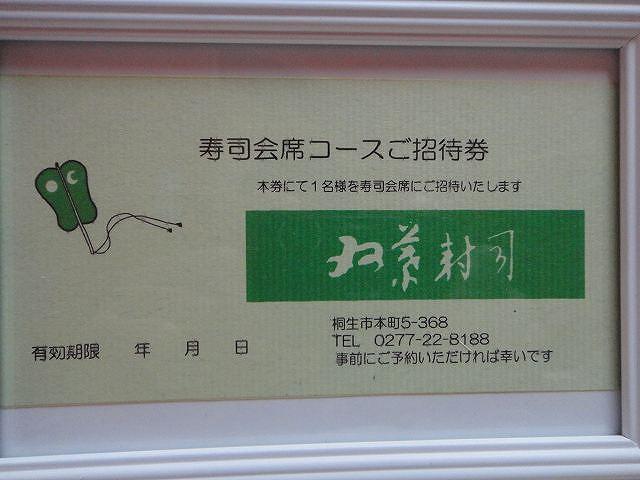 寿司会席コースご招待券
本券にて１名様を寿司会席にご招待いたします
寿司
桐生市本町5-368
TEL 0277-22-8188
事前にご予約いただければ幸いです
有効期限 年 月 日